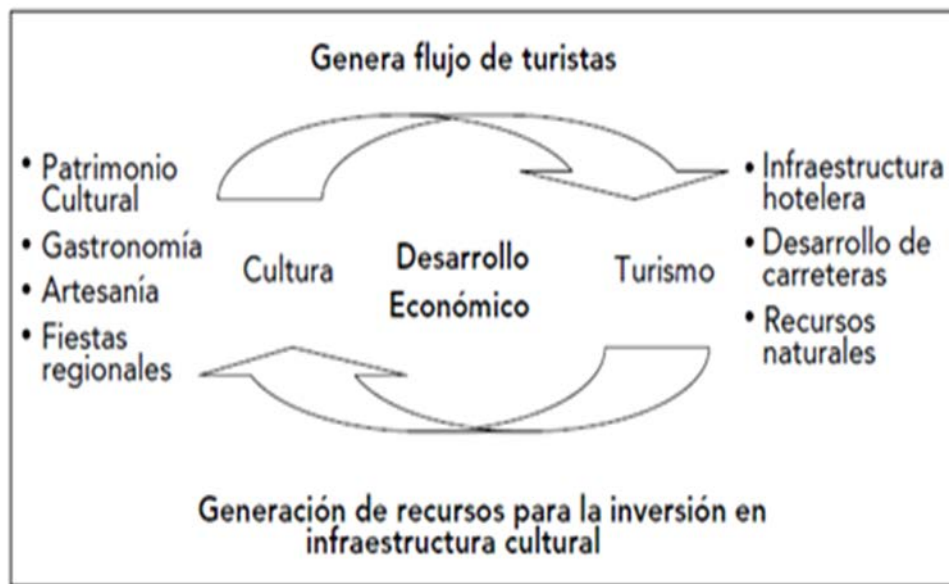 Genera flujo de turistas
• Patrimonio
Cultural
• Gastronomía
• Artesanía
• Fiestas
regionales
Cultura
Desarrollo
Económico
Turismo
• Infraestructura
hotelera
• Desarrollo de
carreteras
• Recursos
naturales
Generación de recursos para la inversión en
infraestructura cultural